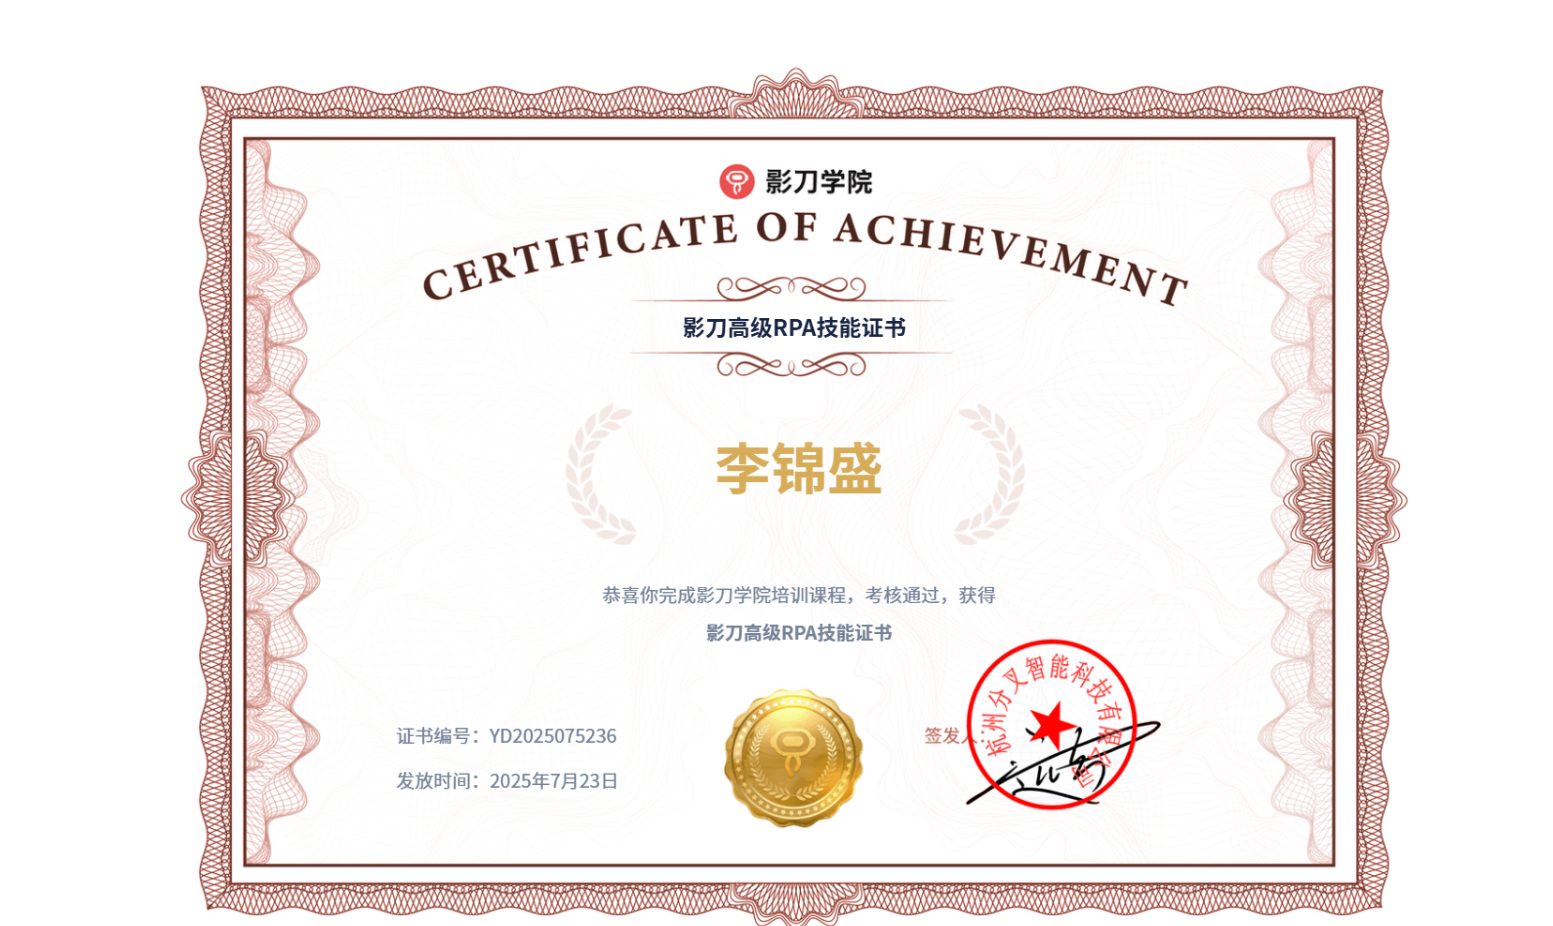 影刀学院
CERTIFICATE OF ACHIEVEMENT
影刀高级RPA技能证书
李锦盛
恭喜你完成影刀学院培训课程，考核通过，获得
影刀高级RPA技能证书
证书编号：YD2025075236
发放时间：2025年7月23日
签发人：
杭州分叉智能科技有限公司